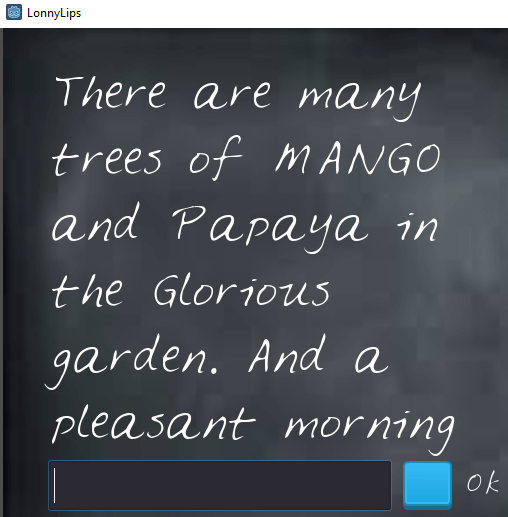 LonnyLips
There are many
trees of MANGO
and Papaya in
the Glorious
garden. And a
pleasant morning
Ok